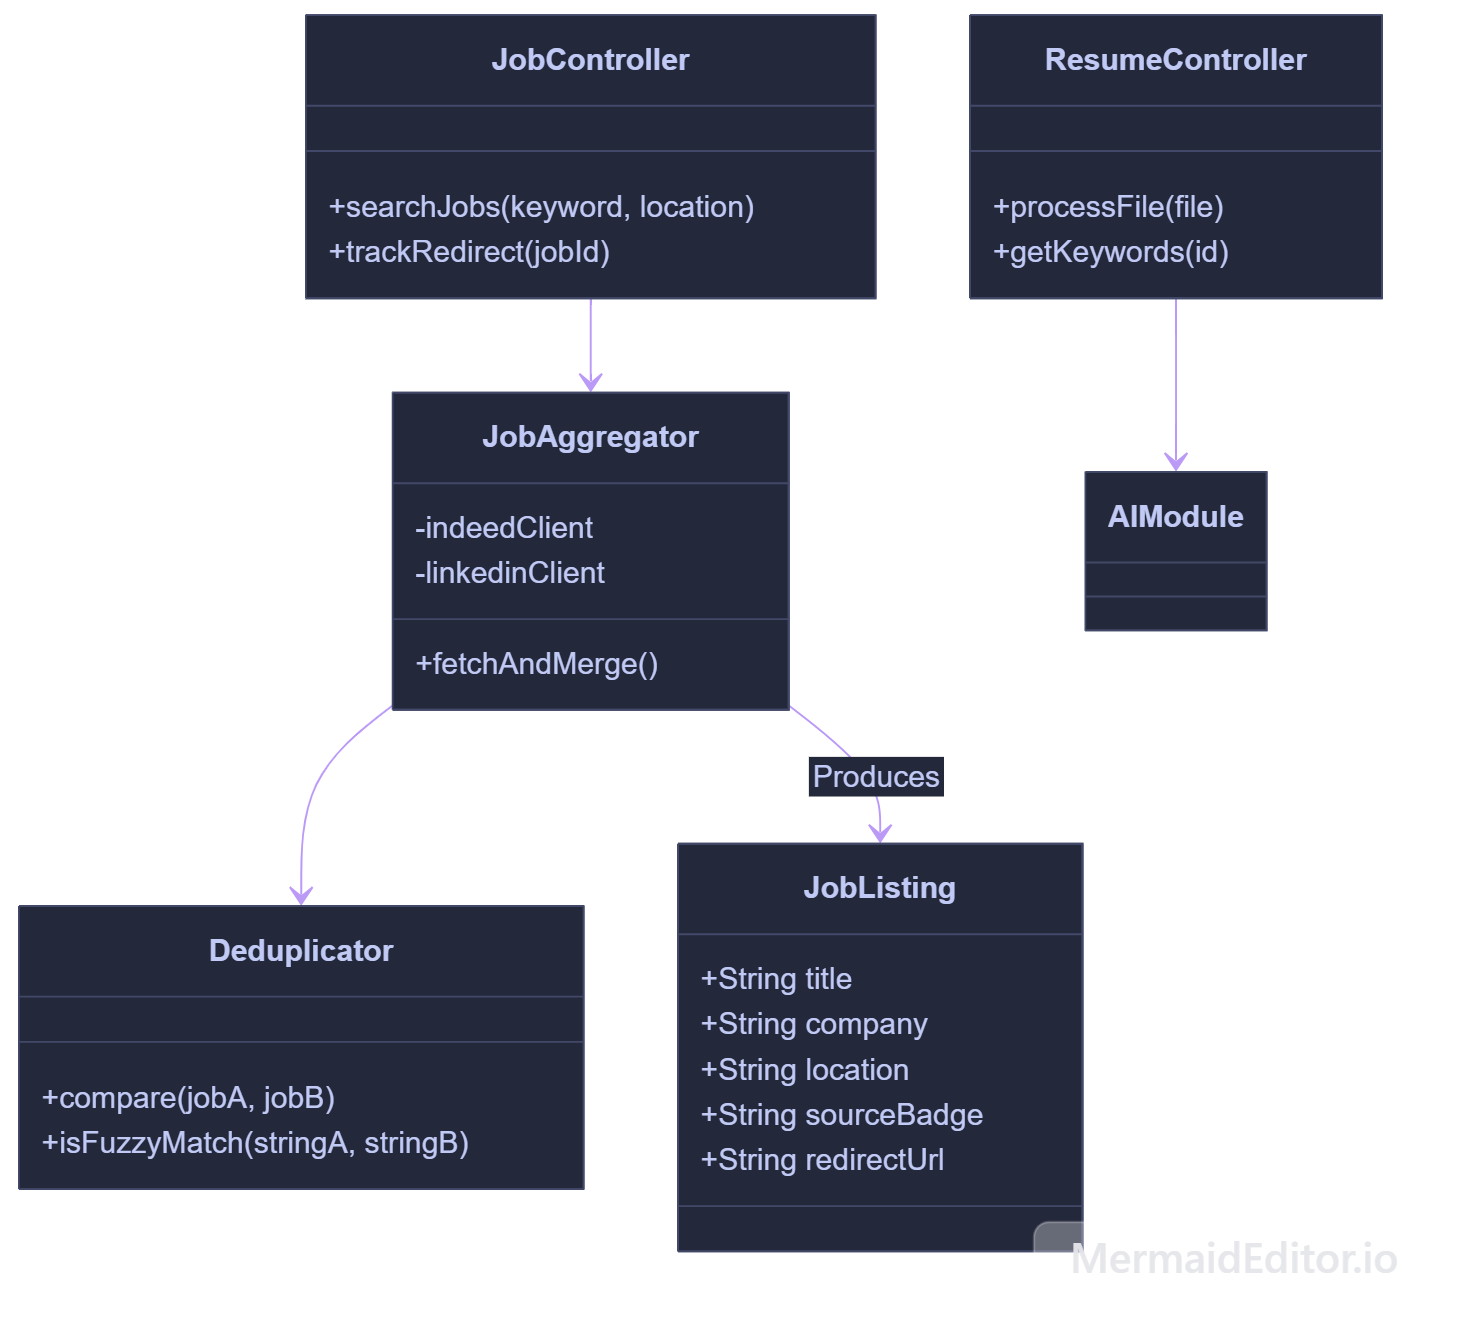 JobController
+searchJobs(keyword, location)
+trackRedirect(jobId)
ResumeController
+processFile(file)
+getKeywords(id)
JobAggregator
-indeedClient
-linkedinClient
+fetchAndMerge()
AIModule
Produces
Deduplicator
+compare(jobA, jobB)
+isFuzzyMatch(stringA, stringB)
JobListing
+String title
+String company
+String location
+String sourceBadge
+String redirectUrl
MermaidEditor.io